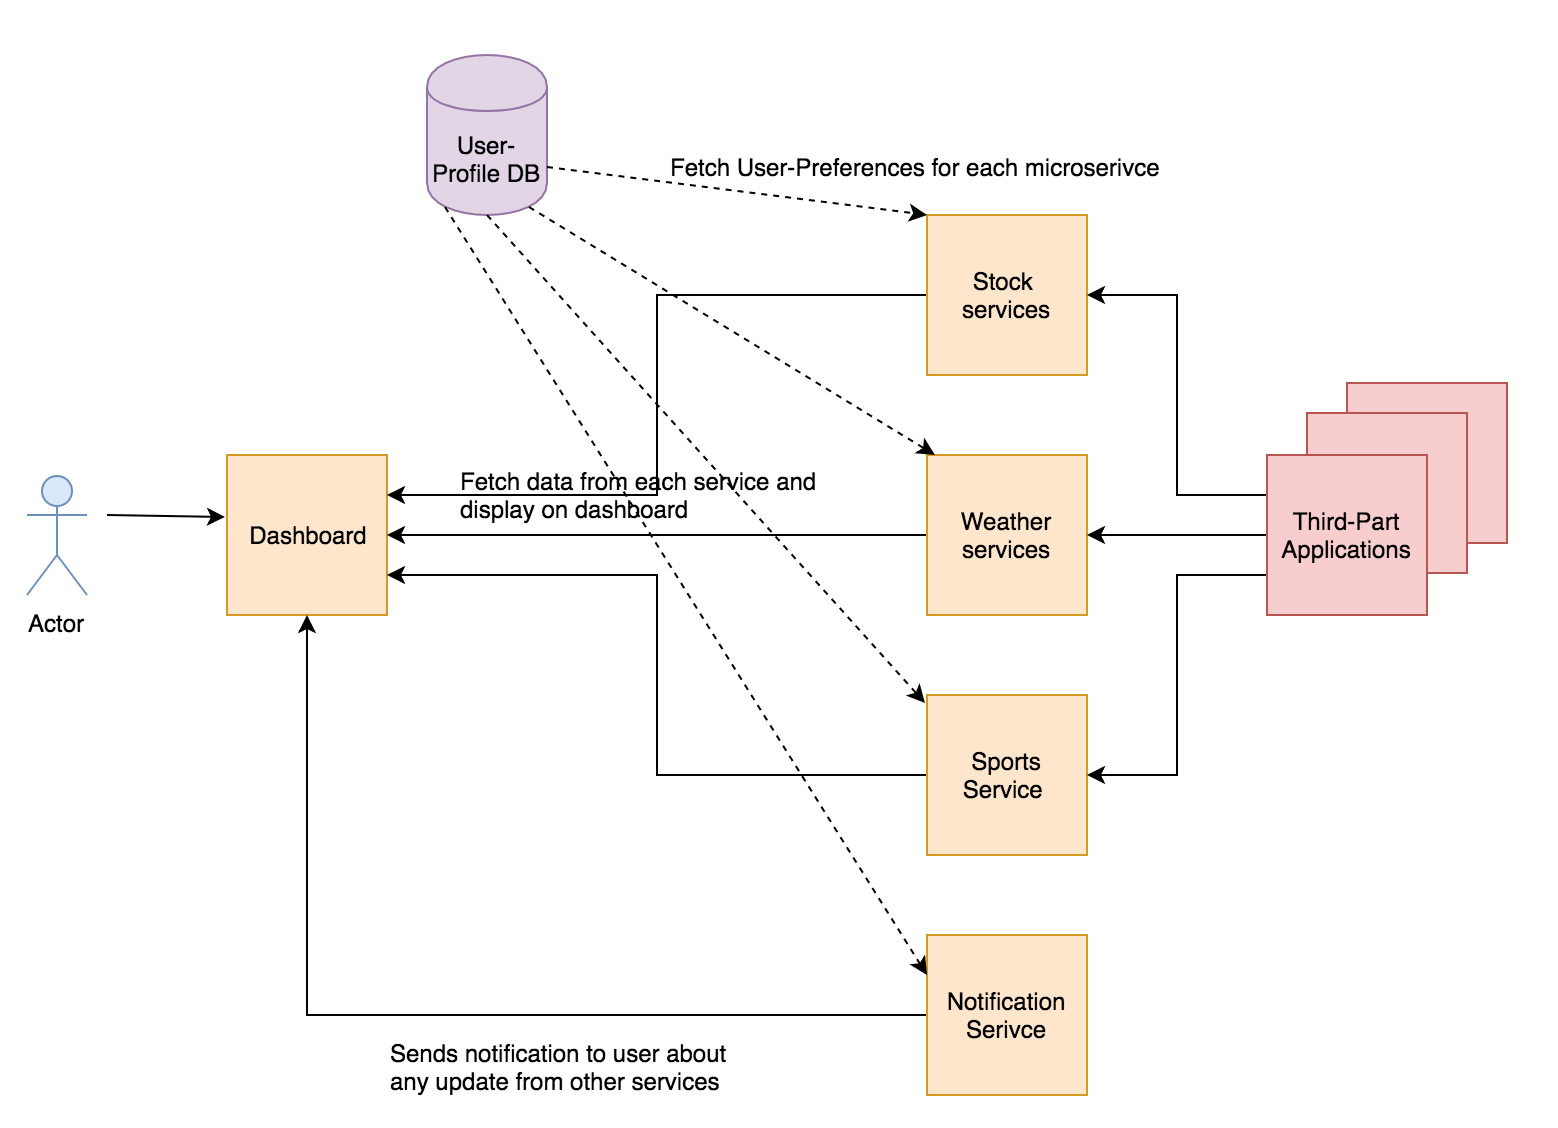 User-
Profile DB
Fetch User-Preferences for each microserivce
Stock
services
Fetch data from each service and
display on dashboard
Dashboard
Weather
services
Third-Part
Applications
Actor
Sports
Service
Notification
Serivce
Sends notification to user about
any update from other services